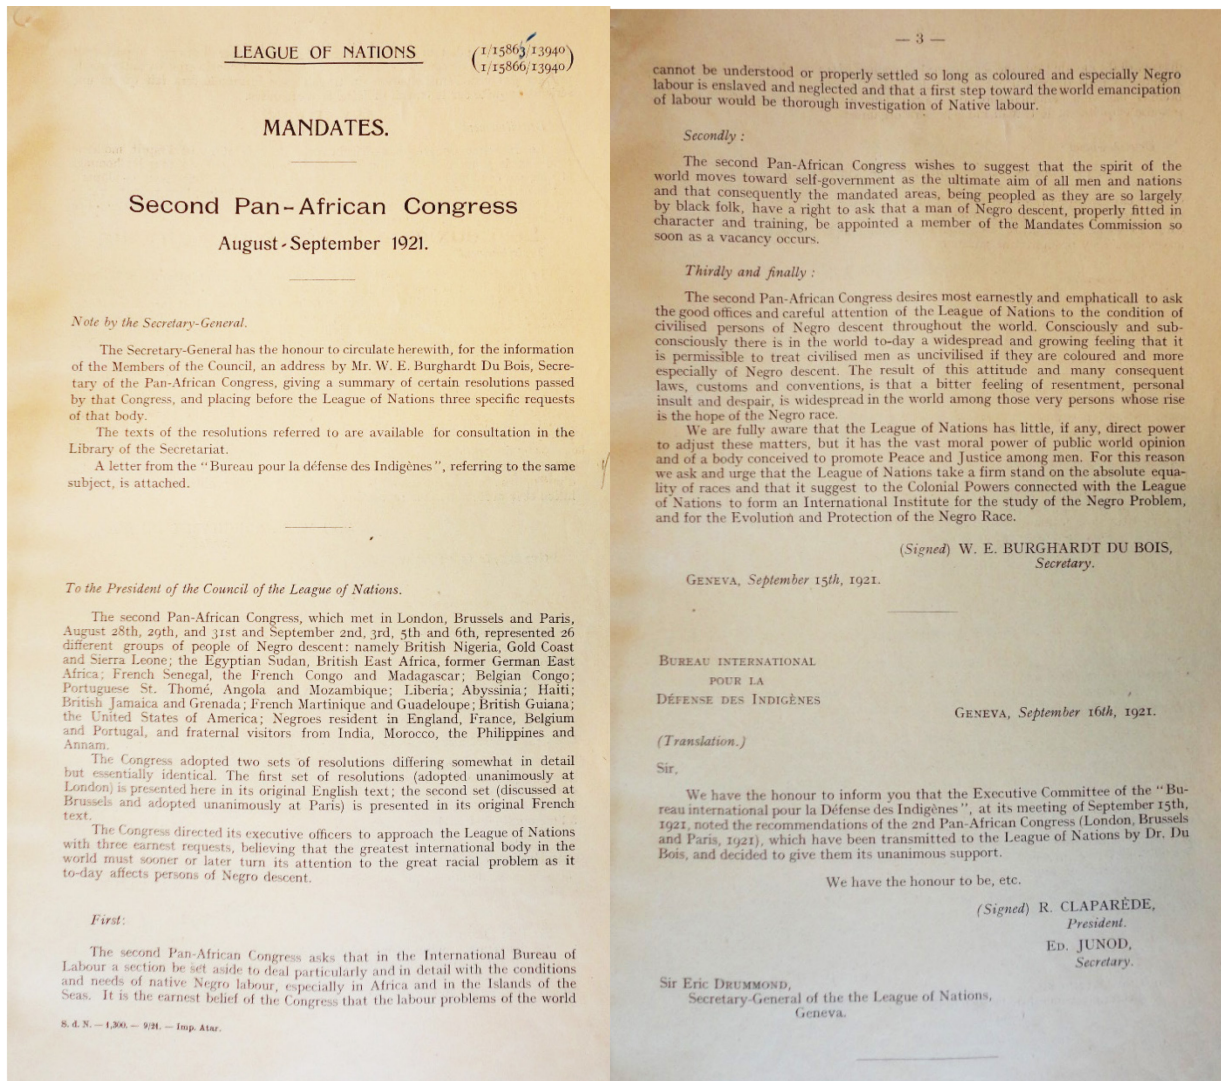 LEAGUE OF NATIONS
(1/15863/13940)
(1/15866/13940)
MANDATES.
Second Pan-African Congress
August-September 1921.
Note by the Secretary-General.
The Secretary-General has the honour to circulate herewith, for the information
of the Members of the Council, an address by Mr. W. E. Burghardt Du Bois, Secre-
tary of the Pan-African Congress, giving a summary of certain resolutions passed
by that Congress, and placing before the League of Nations three specific requests
of that body.
The texts of the resolutions referred to are available for consultation in the
Library of the Secretariat.
A letter from the "Bureau pour la défense des Indigènes", referring to the same
subject, is attached.
To the President of the Council of the League of Nations.
The second Pan-African Congress, which met in London, Brussels and Paris,
August 28th, 29th, and 31st and September 2nd, 3rd, 5th and 6th, represented 26
different groups of people of Negro descent: namely British Nigeria, Gold Coast
and Sierra Leone; the Egyptian Sudan, British East Africa, former German East
Africa; French Senegal, the French Congo and Madagascar; Belgian Congo;
Portuguese St. Thomé, Angola and Mozambique; Liberia; Abyssinia; Haiti;
British Jamaica and Grenada; French Martinique and Guadeloupe; British Guiana;
the United States of America; Negroes resident in England, France, Belgium
and Portugal, and fraternal visitors from India, Morocco, the Philippines and
Annam.
The Congress adopted two sets of resolutions differing somewhat in detail
but essentially identical. The first set of resolutions (adopted unanimously at
London) is presented here in its original English text; the second set (discussed at
Brussels and adopted unanimously at Paris) is presented in its original French
text.
The Congress directed its executive officers to approach the League of Nations
with three earnest requests, believing that the greatest international body in the
world must sooner or later turn its attention to the great racial problem as it
to-day affects persons of Negro descent.
First:
The second Pan-African Congress asks that in the International Bureau of
Labour a section be set aside to deal particularly and in detail with the conditions
and needs of native Negro labour, especially in Africa and in the Islands of the
Seas. It is the earnest belief of the Congress that the labour problems of the world
S. d. N. — 1,300. — 9/21. — Imp. Atar.
— 3 —
cannot be understood or properly settled so long as coloured and especially Negro
labour is enslaved and neglected and that a first step toward the world emancipation
of labour would be thorough investigation of Native labour.
Secondly :
The second Pan-African Congress wishes to suggest that the spirit of the
world moves toward self-government as the ultimate aim of all men and nations
and that consequently the mandated areas, being peopled as they are so largely
by black folk, have a right to ask that a man of Negro descent, properly fitted in
character and training, be appointed a member of the Mandates Commission so
soon as a vacancy occurs.
Thirdly and finally :
The second Pan-African Congress desires most earnestly and emphaticall to ask
the good offices and careful attention of the League of Nations to the condition of
civilised persons of Negro descent throughout the world. Consciously and sub-
consciously there is in the world to-day a widespread and growing feeling that it
is permissible to treat civilised men as uncivilised if they are coloured and more
especially of Negro descent. The result of this attitude and many consequent
laws, customs and conventions, is that a bitter feeling of resentment, personal
insult and despair, is widespread in the world among those very persons whose rise
is the hope of the Negro race.
We are fully aware that the League of Nations has little, if any, direct power
to adjust these matters, but it has the vast moral power of public world opinion
and of a body conceived to promote Peace and Justice among men. For this reason
we ask and urge that the League of Nations take a firm stand on the absolute equa-
lity of races and that it suggest to the Colonial Powers connected with the League
of Nations to form an International Institute for the study of the Negro Problem,
and for the Evolution and Protection of the Negro Race.
(Signed) W. E. BURGHARDT DU BOIS,
Secretary.
GENEVA, September 15th, 1921.
BUREAU INTERNATIONAL
POUR LA
DÉFENSE DES INDIGÈNES
GENEVA, September 16th, 1921.
(Translation.)
Sir,
We have the honour to inform you that the Executive Committee of the "Bu-
reau international pour la Défense des Indigènes", at its meeting of September 15th,
1921, noted the recommendations of the 2nd Pan-African Congress (London, Brussels
and Paris, 1921), which have been transmitted to the League of Nations by Dr. Du
Bois, and decided to give them its unanimous support.
We have the honour to be, etc.
(Signed) R. CLAPARÈDE,
President.
ED. JUNOD,
Secretary.
Sir Eric DRUMMOND,
Secretary-General of the the League of Nations,
Geneva.